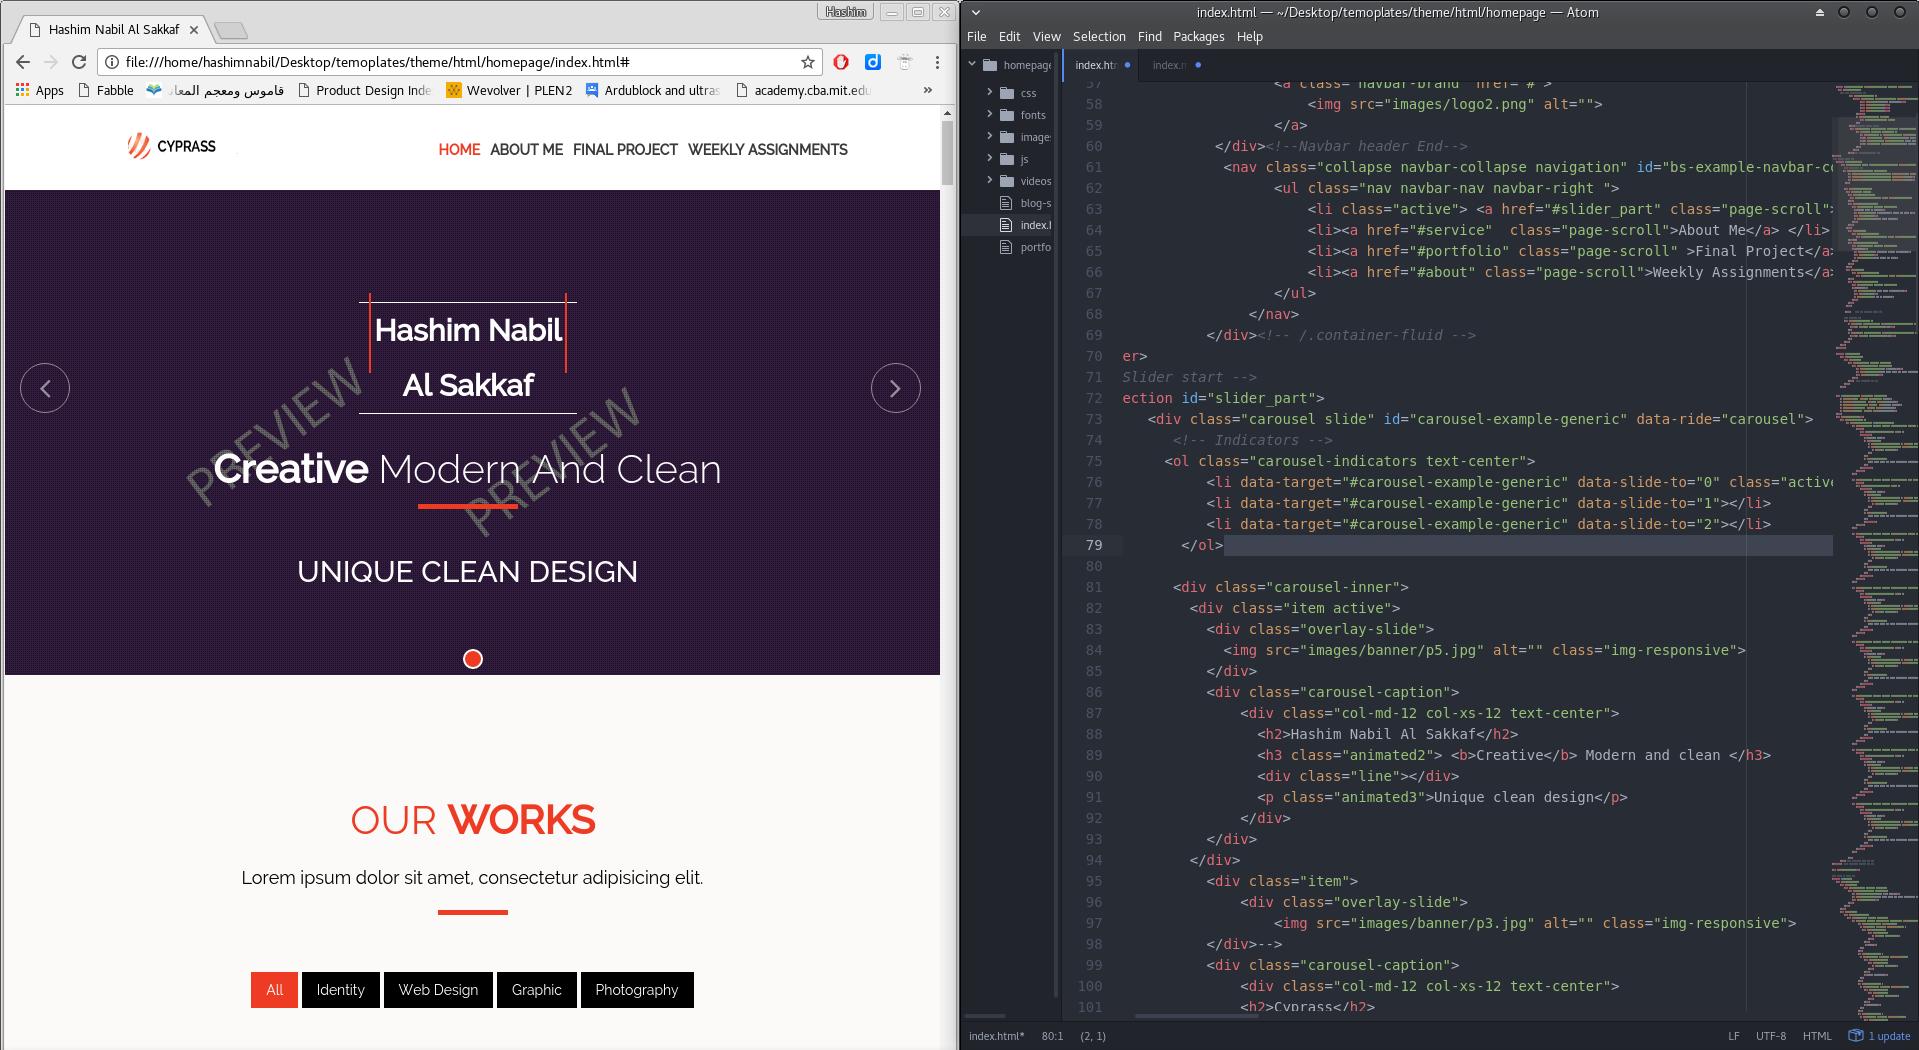 Hashim
Hashim Nabil Al Sakkaf
file:///home/hashimnabil/Desktop/temoplates/theme/html/homepage/index.html#
Apps Fabble قاموس ومعجم المعا Product Design Inde Wevolver | PLEN2 Ardublock and ultras academy.cba.mit.edu »
CYPRASS
HOME ABOUT ME FINAL PROJECT WEEKLY ASSIGNMENTS
Hashim Nabil
Al Sakkaf
PREVIEW
PREVIEW
Creative Modern And Clean
UNIQUE CLEAN DESIGN
OUR WORKS
Lorem ipsum dolor sit amet, consectetur adipisicing elit.
All Identity Web Design Graphic Photography
index.html — ~/Desktop/temoplates/theme/html/homepage — Atom
File Edit View Selection Find Packages Help
homepage
css
fonts
images
js
videos
blog-s
index.h
portfo
index.ht index.r
57 <a class="navbar-brand" href="#">
58 <img src="images/logo2.png" alt="">
59 </a>
60 </div><!--Navbar header End-->
61 <nav class="collapse navbar-collapse navigation" id="bs-example-navbar-co
62 <ul class="nav navbar-nav navbar-right ">
63 <li class="active"> <a href="#slider_part" class="page-scroll">
64 <li><a href="#service"  class="page-scroll">About Me</a> </li>
65 <li><a href="#portfolio" class="page-scroll" >Final Project</a>
66 <li><a href="#about" class="page-scroll">Weekly Assignments</a>
67 </ul>
68 </nav>
69 </div><!-- /.container-fluid -->
70 er>
71 Slider start -->
72 ection id="slider_part">
73 <div class="carousel slide" id="carousel-example-generic" data-ride="carousel">
74 <!-- Indicators -->
75 <ol class="carousel-indicators text-center">
76 <li data-target="#carousel-example-generic" data-slide-to="0" class="active
77 <li data-target="#carousel-example-generic" data-slide-to="1"></li>
78 <li data-target="#carousel-example-generic" data-slide-to="2"></li>
79 </ol>
80
81 <div class="carousel-inner">
82 <div class="item active">
83 <div class="overlay-slide">
84 <img src="images/banner/p5.jpg" alt="" class="img-responsive">
85 </div>
86 <div class="carousel-caption">
87 <div class="col-md-12 col-xs-12 text-center">
88 <h2>Hashim Nabil Al Sakkaf</h2>
89 <h3 class="animated2"> <b>Creative</b> Modern and clean </h3>
90 <div class="line"></div>
91 <p class="animated3">Unique clean design</p>
92 </div>
93 </div>
94 </div>
95 <div class="item">
96 <div class="overlay-slide">
97 <img src="images/banner/p3.jpg" alt="" class="img-responsive">
98 </div>-->
99 <div class="carousel-caption">
100 <div class="col-md-12 col-xs-12 text-center">
101 <h2>Cyprass</h2>
index.html* 80:1 (2, 1) LF UTF-8 HTML 1 update